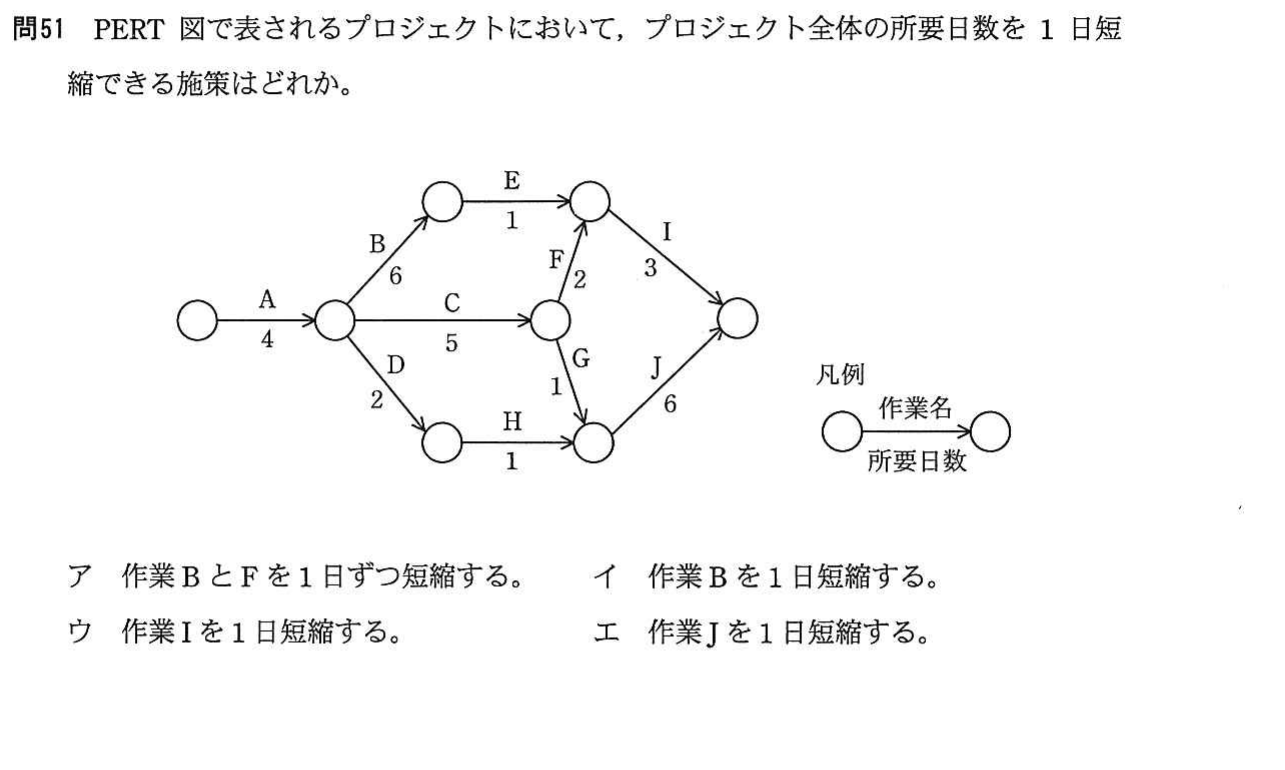 問51 PERT 図で表されるプロジェクトにおいて，プロジェクト全体の所要日数を 1 日短
縮できる施策はどれか。
E
1
B
6
I
3
F
2
A
4
C
5
D
2
G
1
J
6
H
1
凡例
作業名
所要日数
ア 作業BとFを1日ずつ短縮する。 イ 作業Bを1日短縮する。
ウ 作業Iを1日短縮する。 エ 作業Jを1日短縮する。